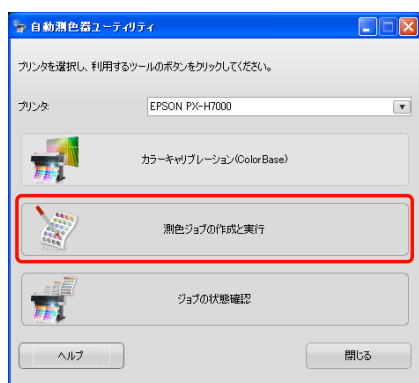 自動測色器ユーティリティ
プリンタを選択し、利用するツールのボタンをクリックしてください。
プリンタ:
EPSON PX-H7000
カラーキャリブレーション(ColorBase)
測色ジョブの作成と実行
ジョブの状態確認
ヘルプ
閉じる